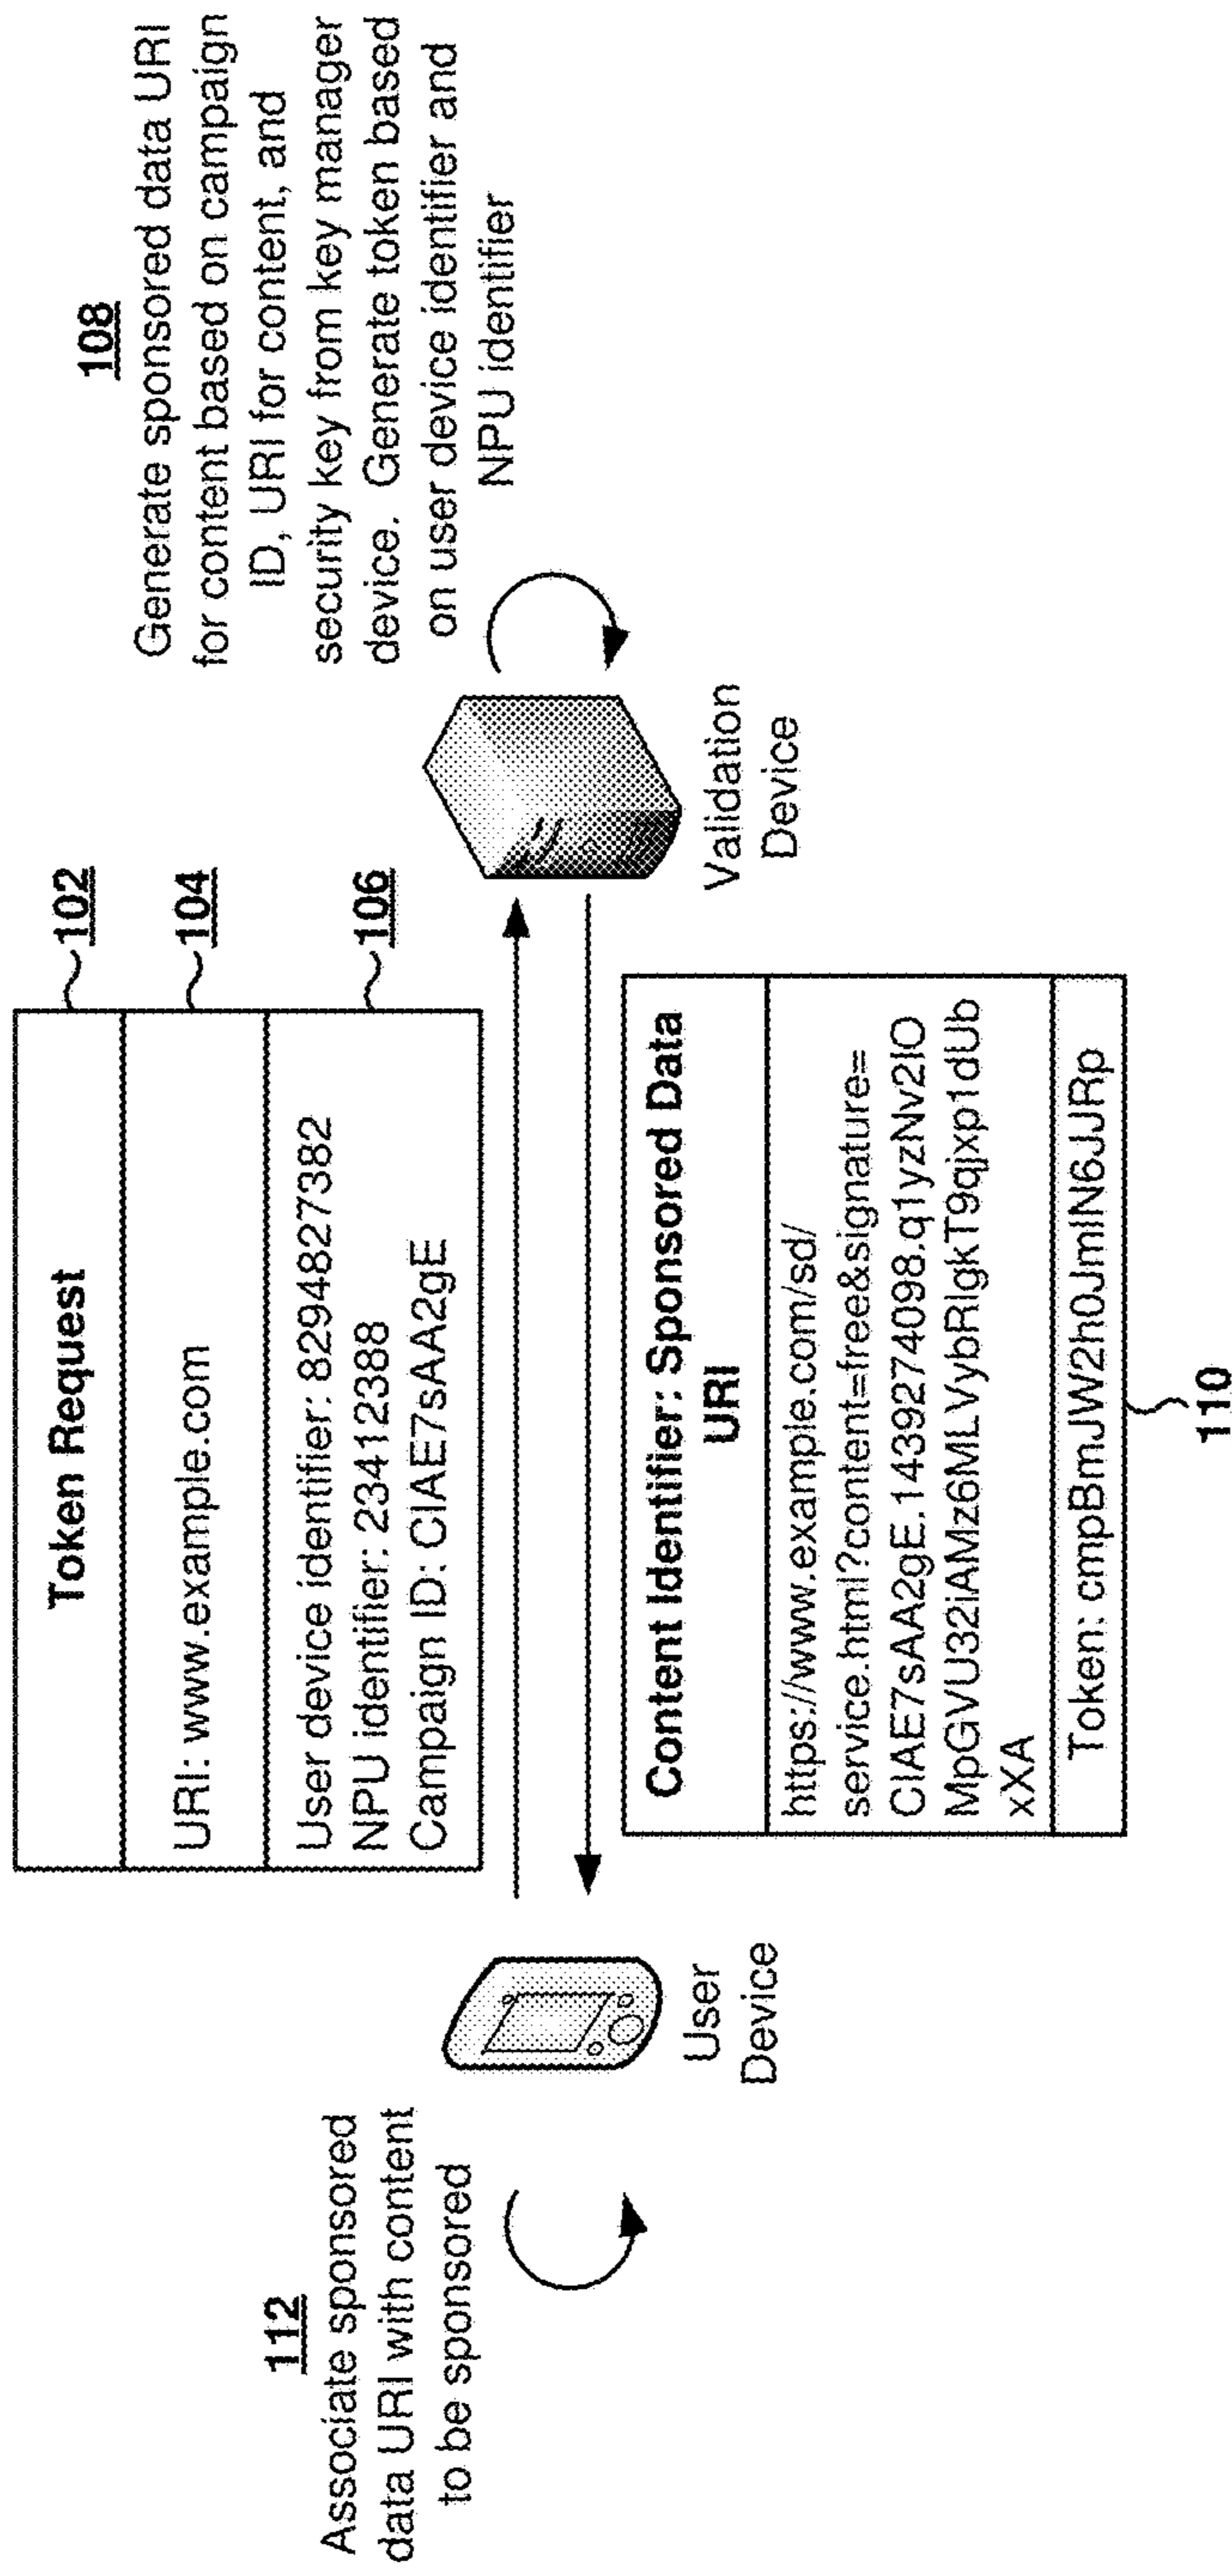 Token Request
102
URI: www.example.com
104
User device identifier: 8294827382
NPU identifier: 23412388
Campaign ID: CIAE7sAA2gE
106
108
Generate sponsored data URI
for content based on campaign
ID, URI for content, and
security key from key manager
device. Generate token based
on user device identifier and
NPU identifier
112
Associate sponsored
data URI with content
to be sponsored
User
Device
Validation
Device
Content Identifier: Sponsored Data
URI
https://www.example.com/sd/
service.html?content=free&signature=
CIAE7sAA2gE.1439274098.q1yzNv2IO
MpGVU32iAMz6MLVybRIgkT9qjxp1dUb
xXA
Token: cmpBmJW2h0JmIN6JJRp
110